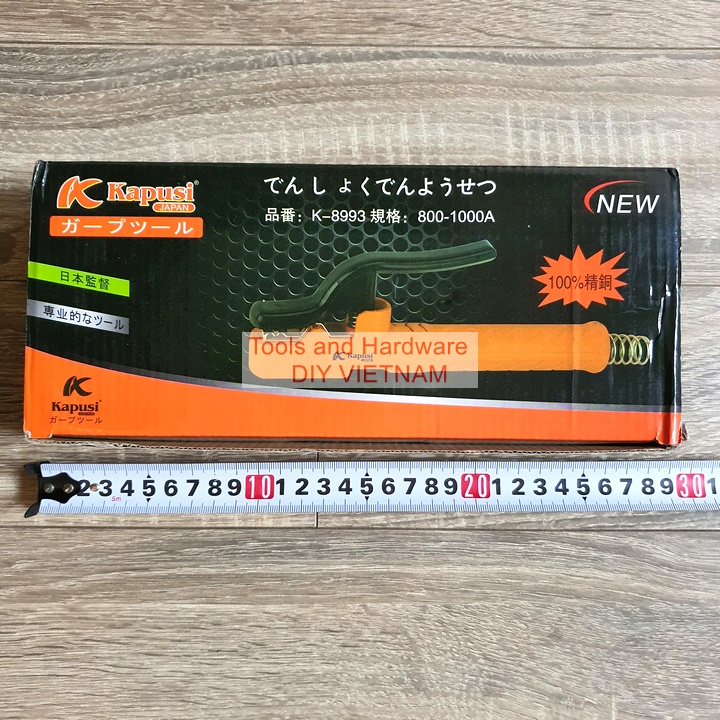 Kapusi®
JAPAN
ガープツール
でんしょくでんようせつ
品番：K-8993 規格：800-1000A
NEW
100%精銅
日本監督
専业的なツール
Kapusi
Tools and Hardware
DIY VIETNAM
Kapusi
ガープツール
2 3 4 5 6 7 8 9 10 1 2 3 4 5 6 7 8 9 20 1 2 3 4 5 6 7 8 9 30 1
5m